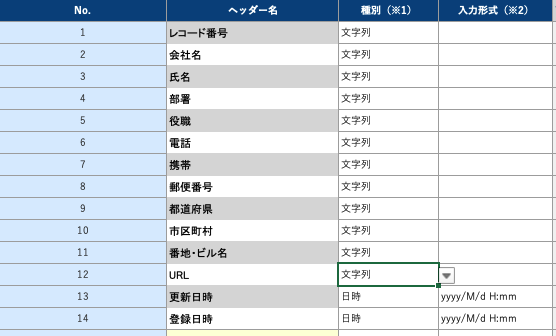 No. ヘッダー名 種別（※1） 入力形式（※2）
1 レコード番号 文字列
2 会社名 文字列
3 氏名 文字列
4 部署 文字列
5 役職 文字列
6 電話 文字列
7 携帯 文字列
8 郵便番号 文字列
9 都道府県 文字列
10 市区町村 文字列
11 番地・ビル名 文字列
12 URL 文字列
13 更新日時 日時 yyyy/M/d H:mm
14 登録日時 日時 yyyy/M/d H:mm